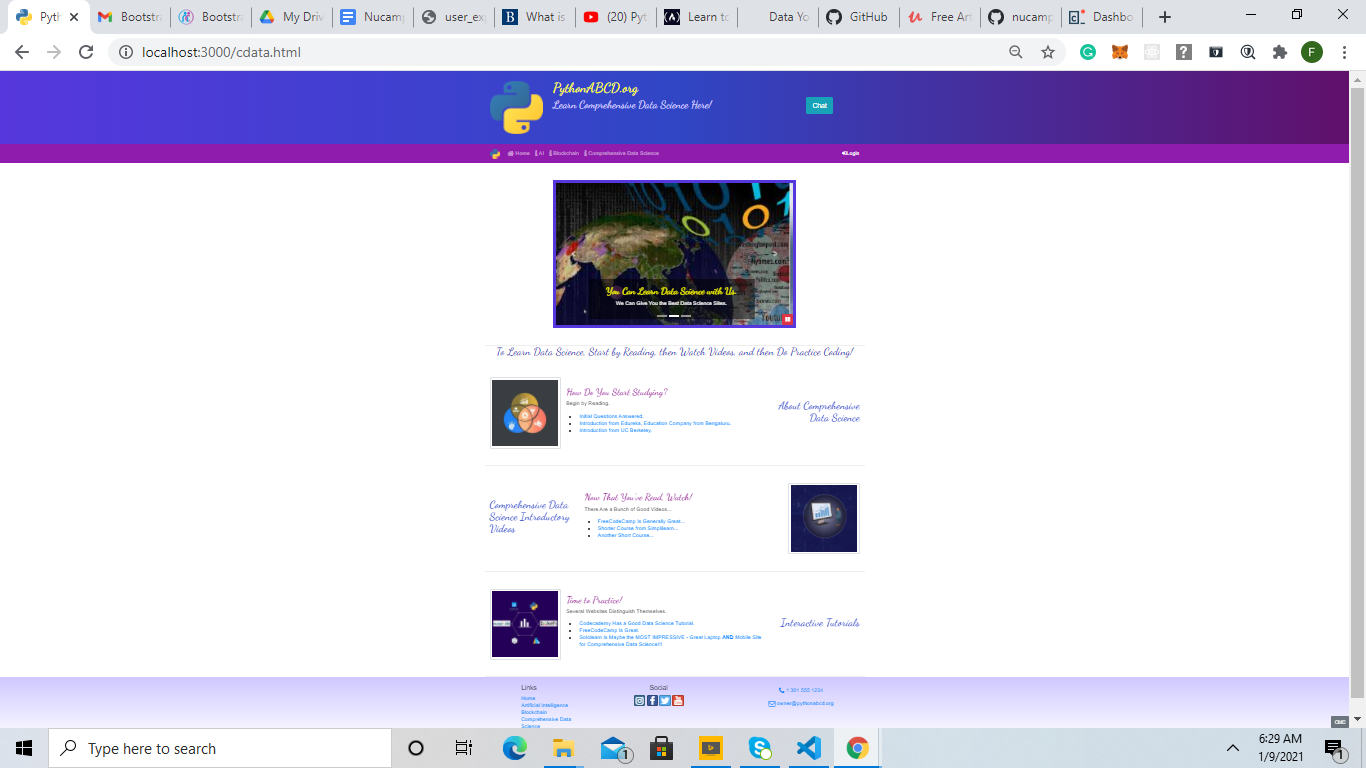 Pyth
Bootstra
Bootstra
My Driv
Nucamp
user_exp
What is
(20) Pyt
Learn to
Data Yo
GitHub
Free Art
nucamp
Dashbo
localhost:3000/cdata.html
F
PythonABCD.org
Learn Comprehensive Data Science Here!
Chat
Home AI Blockchain Comprehensive Data Science
Login
You Can Learn Data Science with Us.
We Can Give You the Best Data Science Sites.
To Learn Data Science, Start by Reading, then Watch Videos, and then Do Practice Coding!
How Do You Start Studying?
Begin by Reading.
Initial Questions Answered.
Introduction from Edureka, Education Company from Bengaluru.
Introduction from UC Berkeley.
About Comprehensive
Data Science
Comprehensive Data
Science Introductory
Videos
Now That You've Read, Watch!
There Are a Bunch of Good Videos...
FreeCodeCamp Is Generally Great...
Shorter Course from Simplilearn...
Another Short Course...
Time to Practice!
Several Websites Distinguish Themselves.
Codecademy Has a Good Data Science Tutorial.
FreeCodeCamp Is Great.
Sololearn Is Maybe the MOST IMPRESSIVE - Great Laptop AND Mobile Site
for Comprehensive Data Science!!!
Interactive Tutorials
Links
Home
Artificial Intelligence
Blockchain
Comprehensive Data
Science
Social
1 301 555 1234
owner@pythonabcd.org
Type here to search
1
6:29 AM
1/9/2021
1